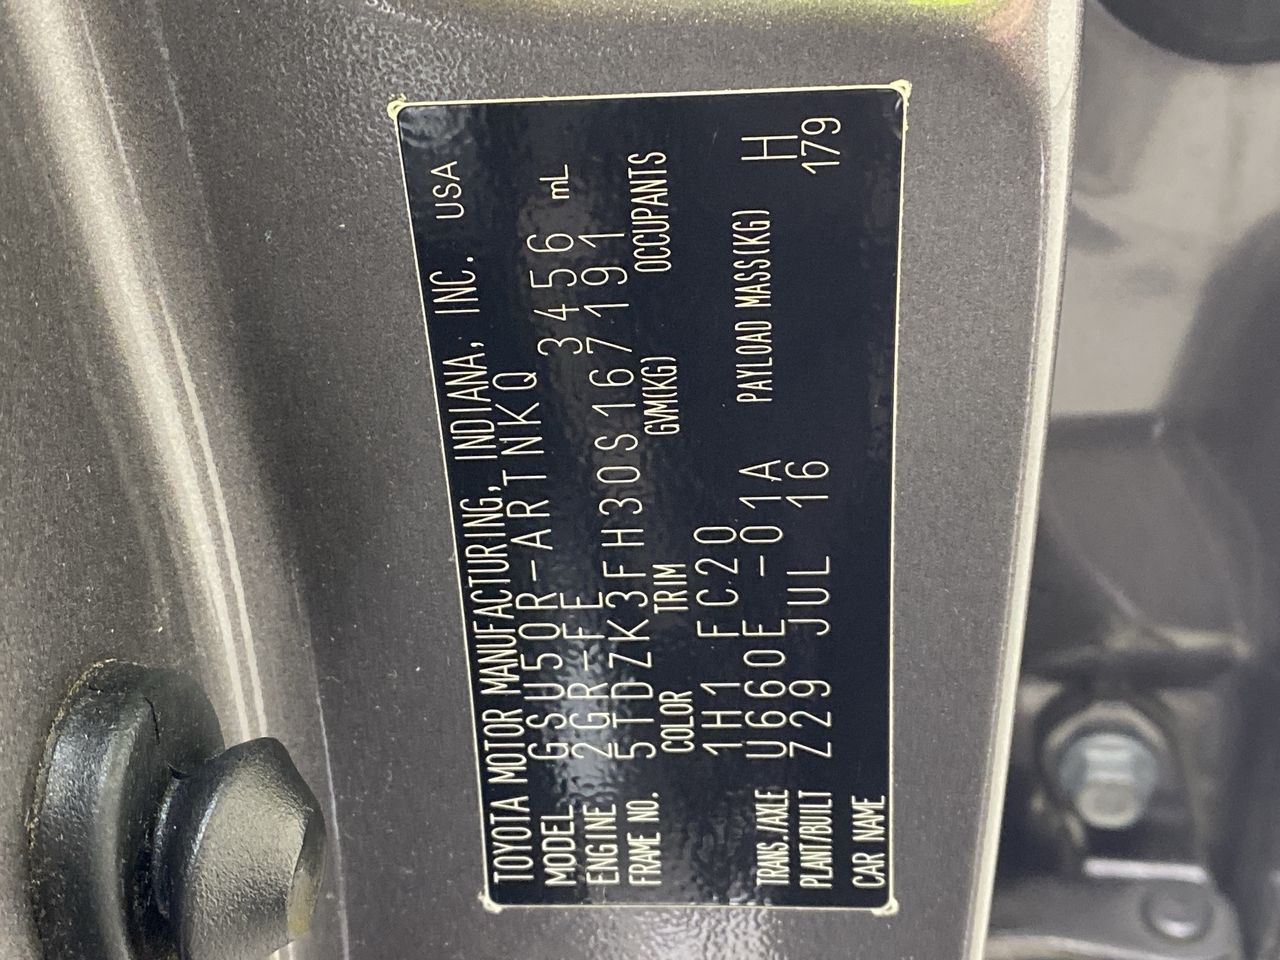 TOYOTA MOTOR MANUFACTURING, INDIANA, INC. USA
MODEL GSU50R-ARTNKQ
ENGINE 2GR-FE 3456 mL
FRAME NO. 5TDZK3FH30S167191
COLOR TRIM GVM(KG) OCCUPANTS
1H1 FC20
TRANS./AXLE U660E -01A PAYLOAD MASS(KG) H
PLANT/BUILT Z29 JUL 16 179
CAR NAME